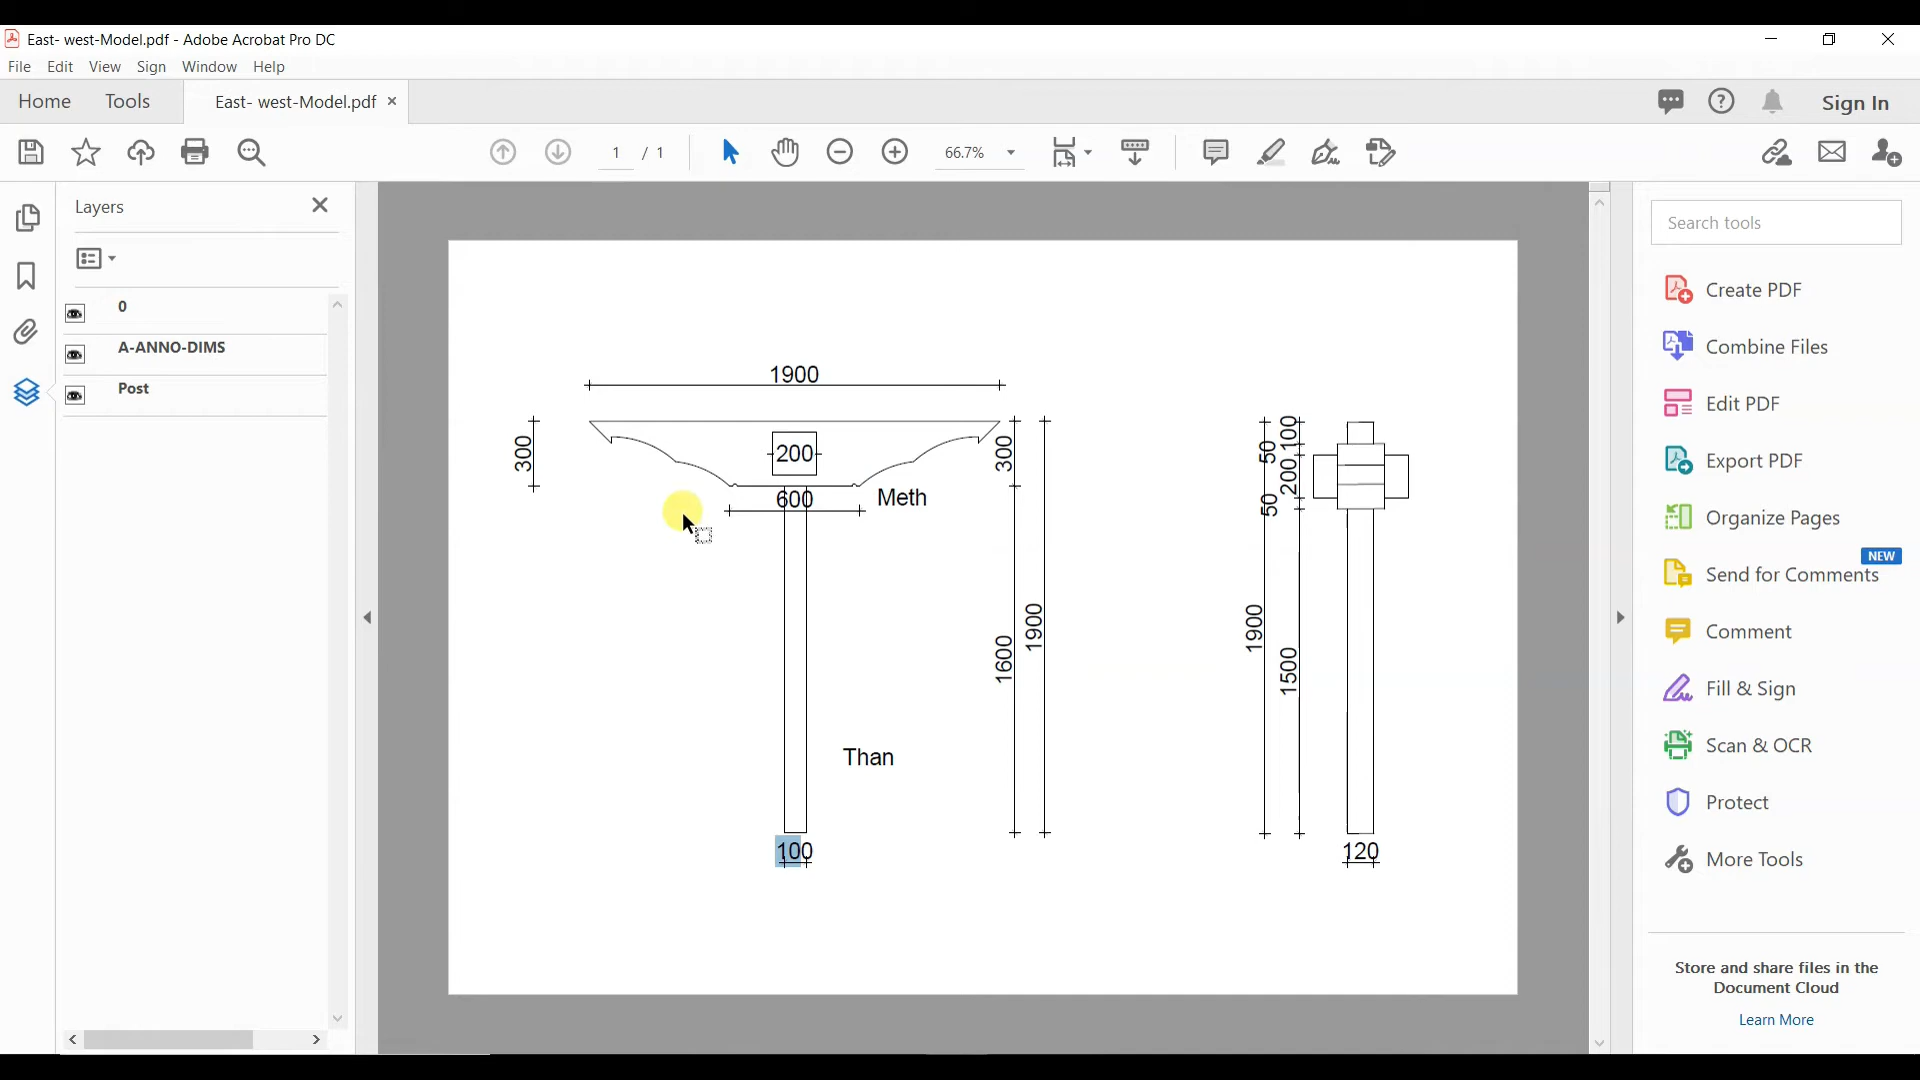 East- west-Model.pdf - Adobe Acrobat Pro DC
File Edit View Sign Window Help
Home Tools East- west-Model.pdf × Sign In
1 / 1 66.7%
Layers
0
A-ANNO-DIMS
Post
1900
300
200
300
600
Meth
1600
1900
Than
100
100
50
200
50
1900
1500
120
Search tools
Create PDF
Combine Files
Edit PDF
Export PDF
Organize Pages
NEW
Send for Comments
Comment
Fill & Sign
Scan & OCR
Protect
More Tools
Store and share files in the
Document Cloud
Learn More